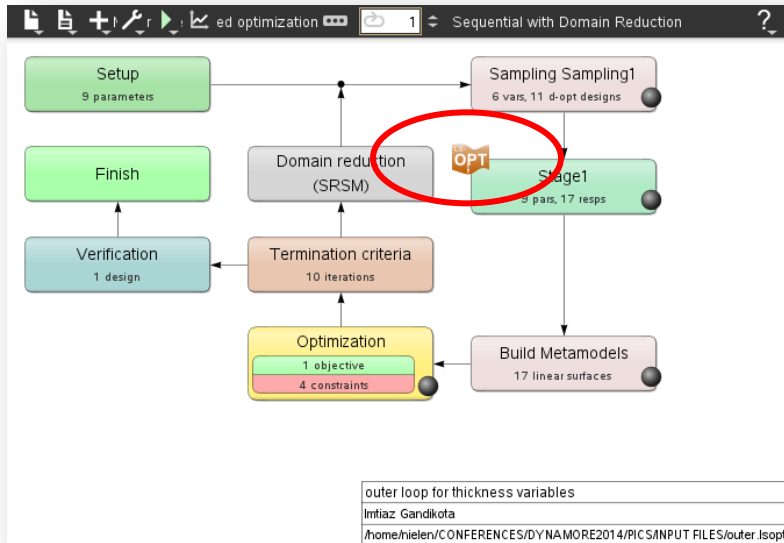 ed optimization 1 Sequential with Domain Reduction ?
Setup
9 parameters
Sampling Sampling1
6 vars, 11 d-opt designs
Finish
Domain reduction
(SRSM)
OPT
Stage1
9 pars, 17 resps
Verification
1 design
Termination criteria
10 iterations
Optimization
1 objective
4 constraints
Build Metamodels
17 linear surfaces
outer loop for thickness variables
Imtiaz Gandikota
/home/nielen/CONFERENCES/DYNAMORE2014/PICS/INPUT FILES/outer.lsopt